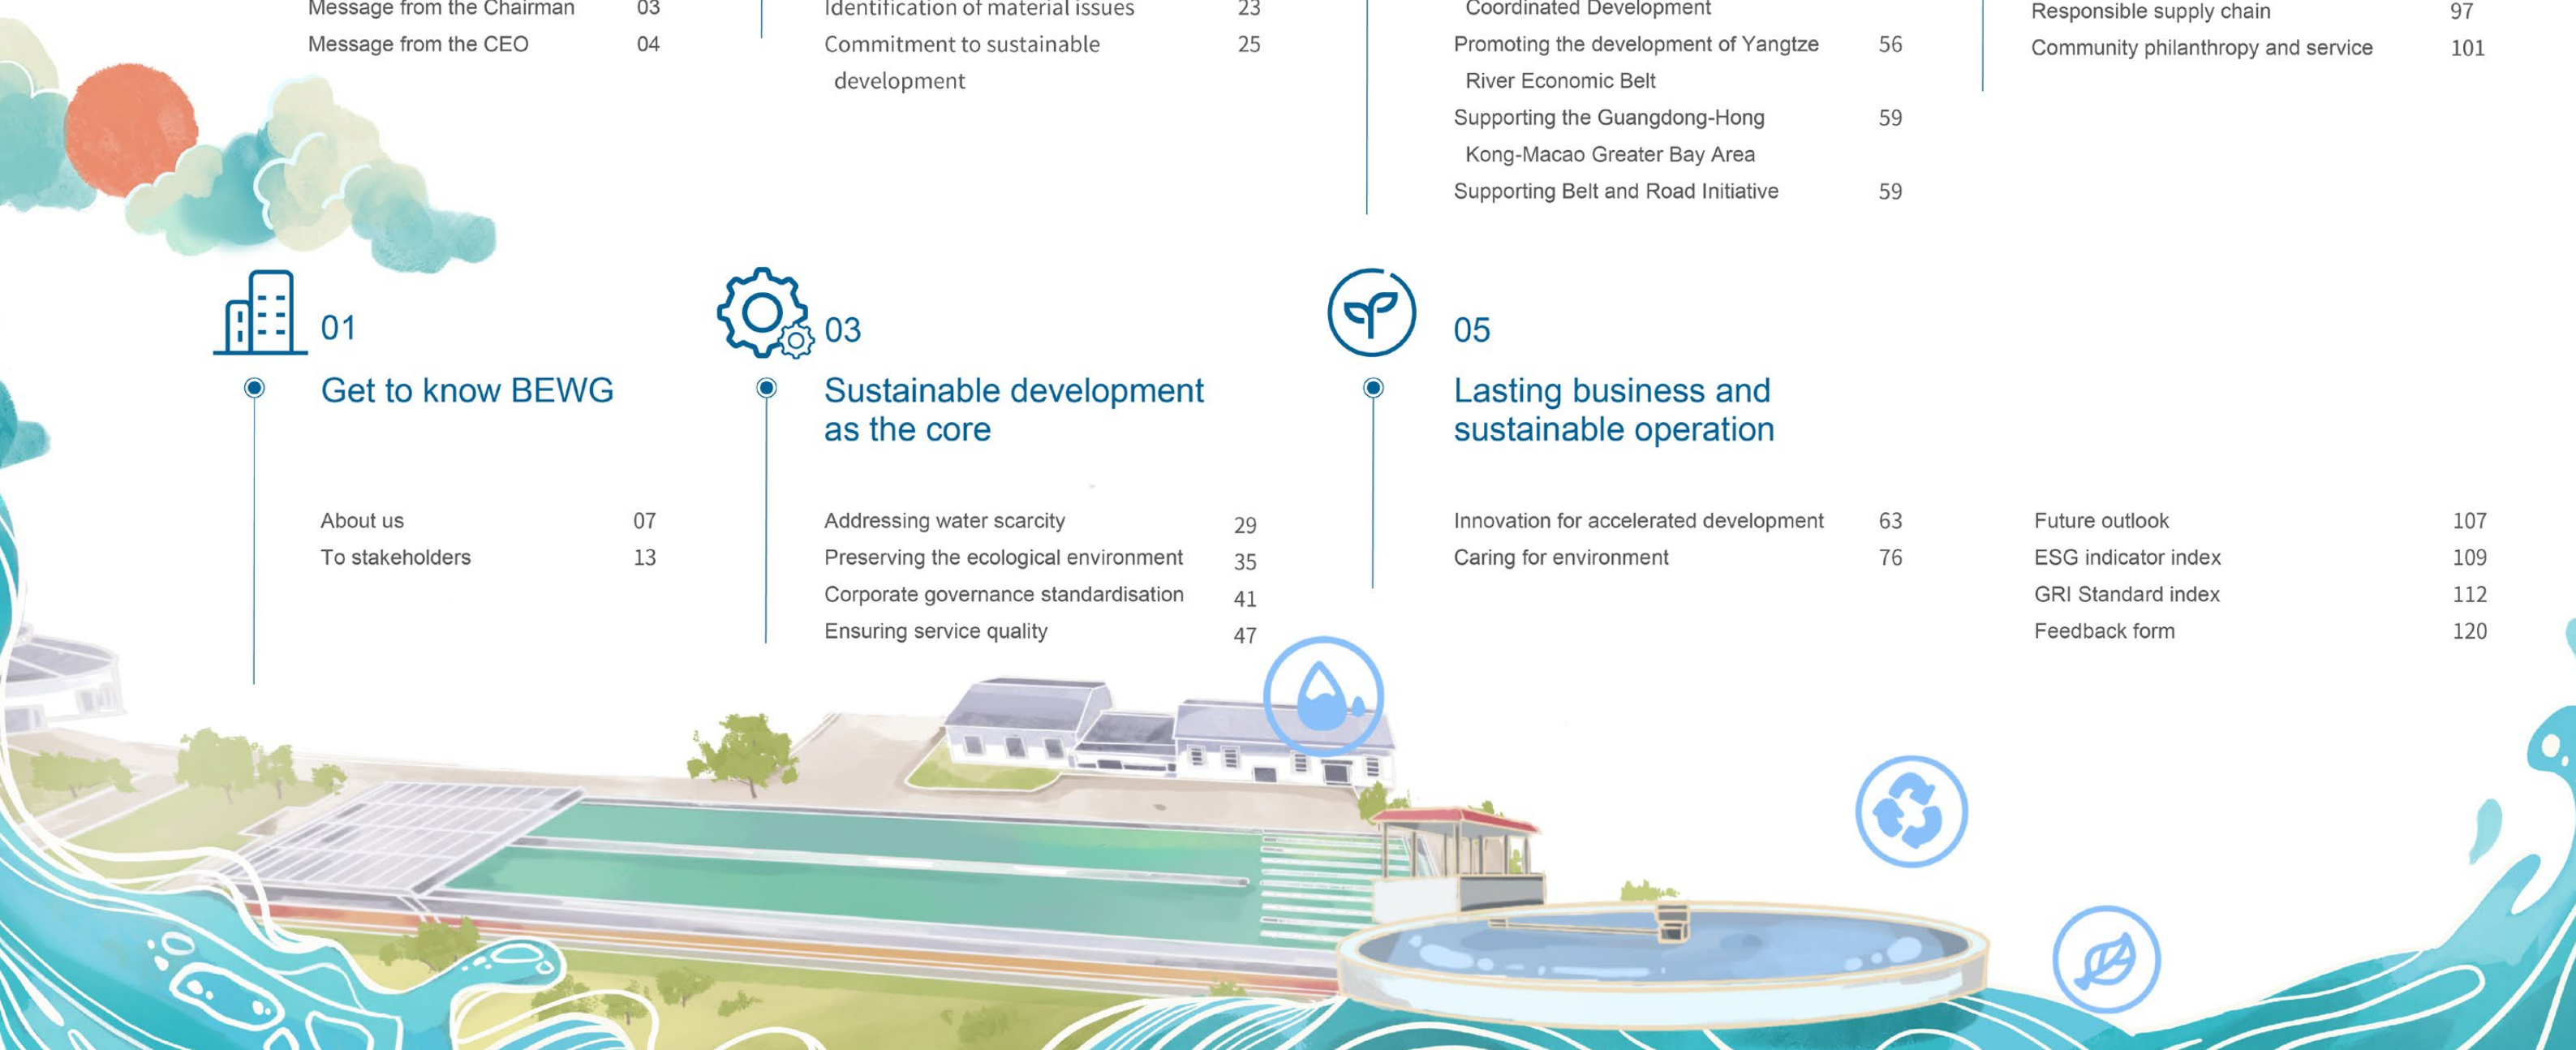 Message from the Chairman 03
Message from the CEO 04
Identification of material issues 23
Commitment to sustainable 25
development
Coordinated Development
Promoting the development of Yangtze 56
River Economic Belt
Supporting the Guangdong-Hong 59
Kong-Macao Greater Bay Area
Supporting Belt and Road Initiative 59
Responsible supply chain 97
Community philanthropy and service 101
01
Get to know BEWG
About us 07
To stakeholders 13
03
Sustainable development
as the core
Addressing water scarcity 29
Preserving the ecological environment 35
Corporate governance standardisation 41
Ensuring service quality 47
05
Lasting business and
sustainable operation
Innovation for accelerated development 63
Caring for environment 76
Future outlook 107
ESG indicator index 109
GRI Standard index 112
Feedback form 120